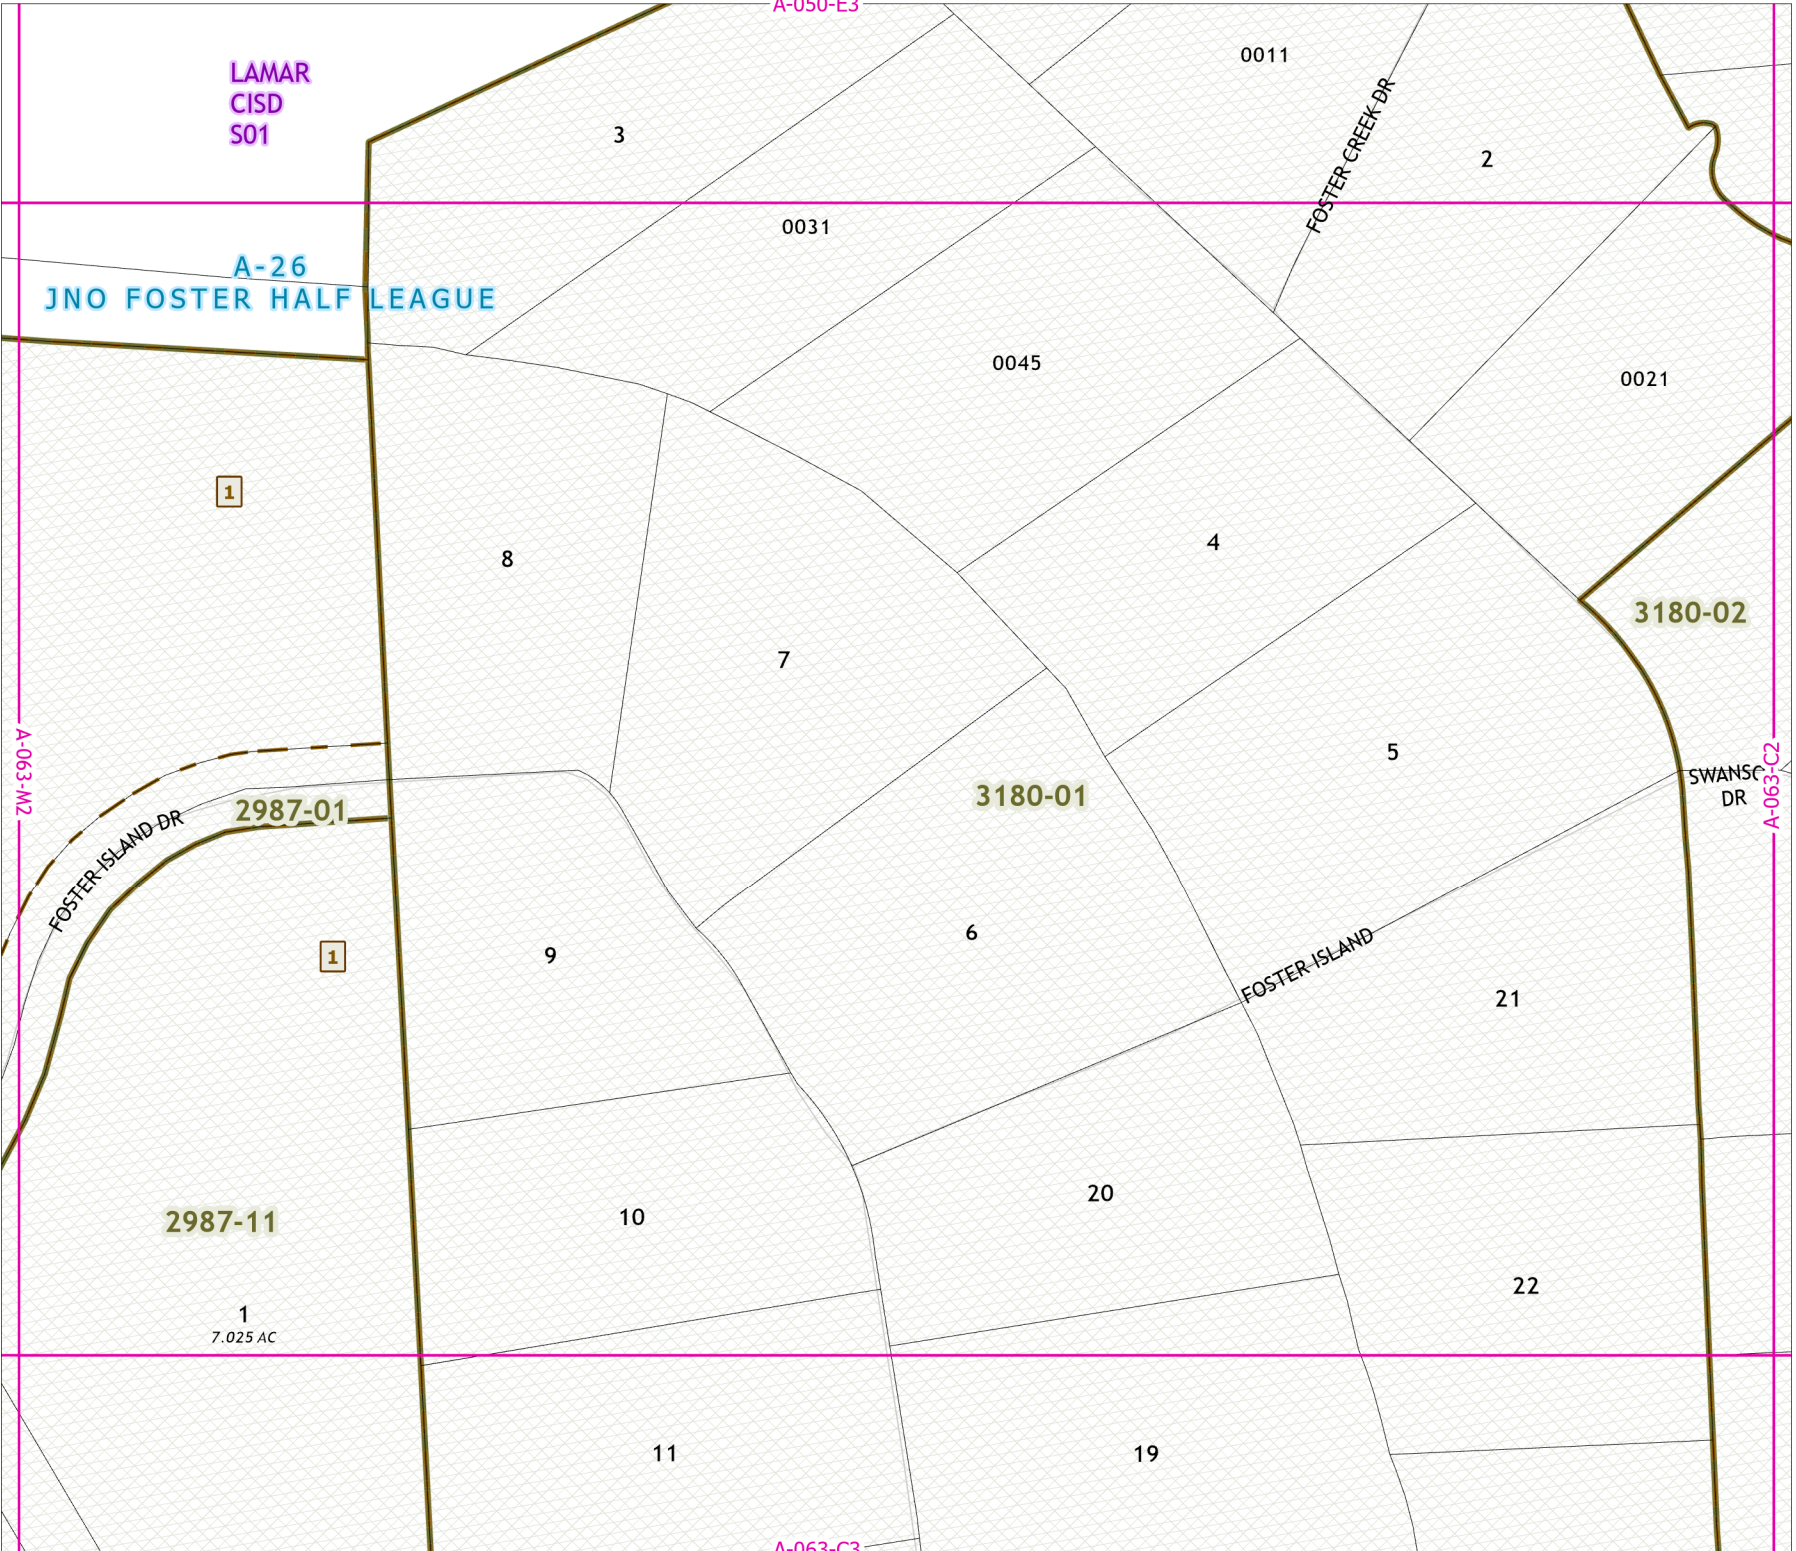 A-050-E3
0011
LAMAR
CISD
S01
3
FOSTER CREEK DR
2
0031
A-26
JNO FOSTER HALF LEAGUE
0045
0021
1
4
8
3180-02
7
A-063-M2
5
SWANSO
DR
A-063-C2
3180-01
2987-01
FOSTER ISLAND DR
6
9
1
FOSTER ISLAND
21
20
10
2987-11
22
1
7.025 AC
11
19
A-063-C3